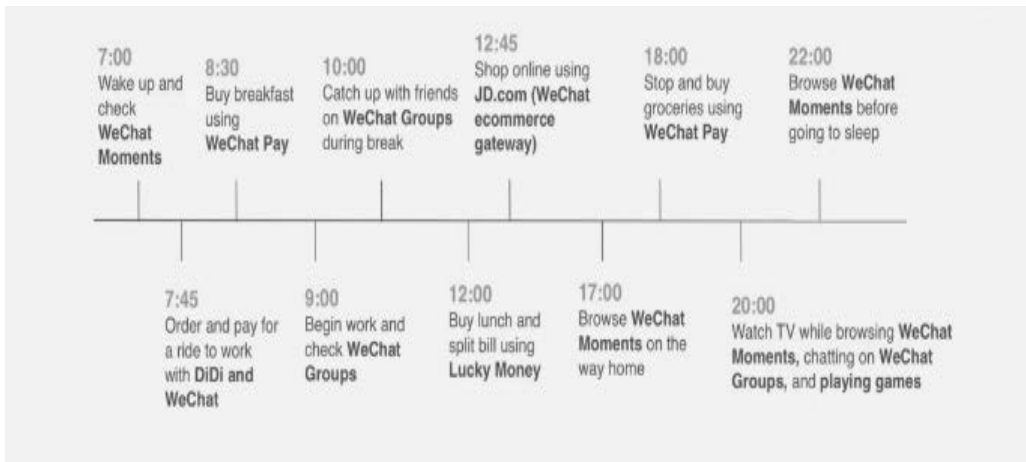 7:00
Wake up and
check
WeChat
Moments
7:45
Order and pay for
a ride to work
with DiDi and
WeChat
8:30
Buy breakfast
using
WeChat Pay
9:00
Begin work and
check WeChat
Groups
10:00
Catch up with friends
on WeChat Groups
during break
12:00
Buy lunch and
split bill using
Lucky Money
12:45
Shop online using
JD.com (WeChat
ecommerce
gateway)
17:00
Browse WeChat
Moments on the
way home
18:00
Stop and buy
groceries using
WeChat Pay
20:00
Watch TV while browsing WeChat
Moments, chatting on WeChat
Groups, and playing games
22:00
Browse WeChat
Moments before
going to sleep